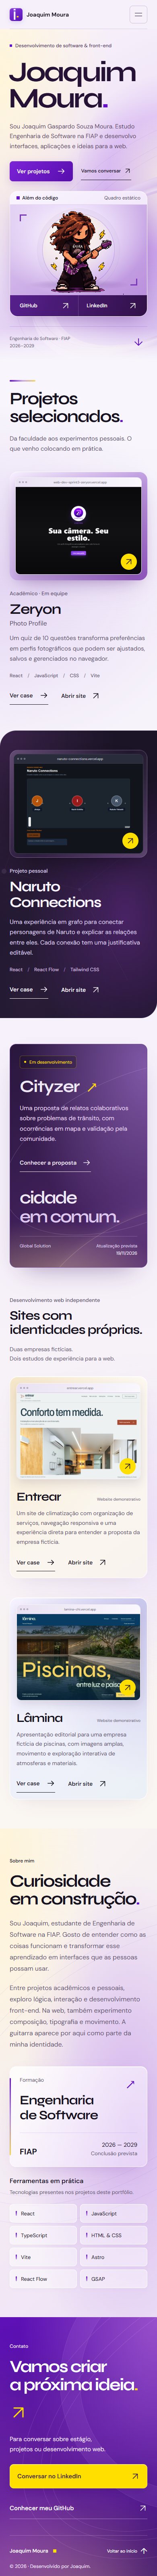 Joaquim Moura
Desenvolvimento de software & front-end
Joaquim
Moura.
Sou Joaquim Gaspardo Souza Moura. Estudo
Engenharia de Software na FIAP e desenvolvo
interfaces, aplicações e ideias para a web.
Ver projetos
Vamos conversar
Além do código
Quadro estático
GitHub
LinkedIn
Engenharia de Software · FIAP
2026—2029
Projetos
selecionados.
Da faculdade aos experimentos pessoais. O
que venho colocando em prática.
Sua câmera. Seu
estilo.
Acadêmico · Em equipe
Zeryon
Photo Profile
Um quiz de 10 questões transforma preferências
em perfis fotográficos que podem ser ajustados,
salvos e gerenciados no navegador.
React / JavaScript / CSS / Vite
Ver case
Abrir site
Naruto Connections
Projeto pessoal
Naruto
Connections
Uma experiência em grafo para conectar
personagens de Naruto e explicar as relações
entre eles. Cada conexão tem uma justificativa
editável.
React / React Flow / Tailwind CSS
Ver case
Abrir site
Em desenvolvimento
Cityzer
Uma proposta de relatos colaborativos
sobre problemas de trânsito, com
ocorrências em mapa e validação pela
comunidade.
Conhecer a proposta
cidade
em comum.
Global Solution
Atualização prevista
18/11/2026
Desenvolvimento web independente
Sites com
identidades próprias.
Duas empresas fictícias.
Dois estudos de experiência para a web.
Conforto tem medida.
Entrear
Website demonstrativo
Um site de climatização com organização de
serviços, navegação responsiva e uma
experiência direta para entender a proposta da
empresa fictícia.
Ver case
Abrir site
Piscinas,
entre luz e pois
Lâmina
Website demonstrativo
Apresentação editorial para uma empresa
fictícia de piscinas, com imagens amplas,
movimento e exploração interativa de
atmosferas e materiais.
Ver case
Abrir site
Sobre mim
Curiosidade
em construção.
Sou Joaquim, estudante de Engenharia de
Software na FIAP. Gosto de entender como as
coisas funcionam e transformar esse
aprendizado em interfaces que as pessoas
possam usar.
Entre projetos acadêmicos e pessoais,
exploro lógica, interação e desenvolvimento
front-end. Na web, também experimento
composição, tipografia e movimento. A
guitarra aparece por aqui como parte da
minha identidade.
Formação
Engenharia
de Software
FIAP
2026 — 2029
Conclusão prevista
Ferramentas em prática
Tecnologias presentes nos projetos deste portfólio.
React
JavaScript
TypeScript
HTML & CSS
Vite
Astro
React Flow
GSAP
Contato
Vamos criar
a próxima ideia.
Para conversar sobre estágio,
projetos ou desenvolvimento web.
Conversar no LinkedIn
Conhecer meu GitHub
Joaquim Moura
Voltar ao início
© 2026 · Desenvolvido por Joaquim.